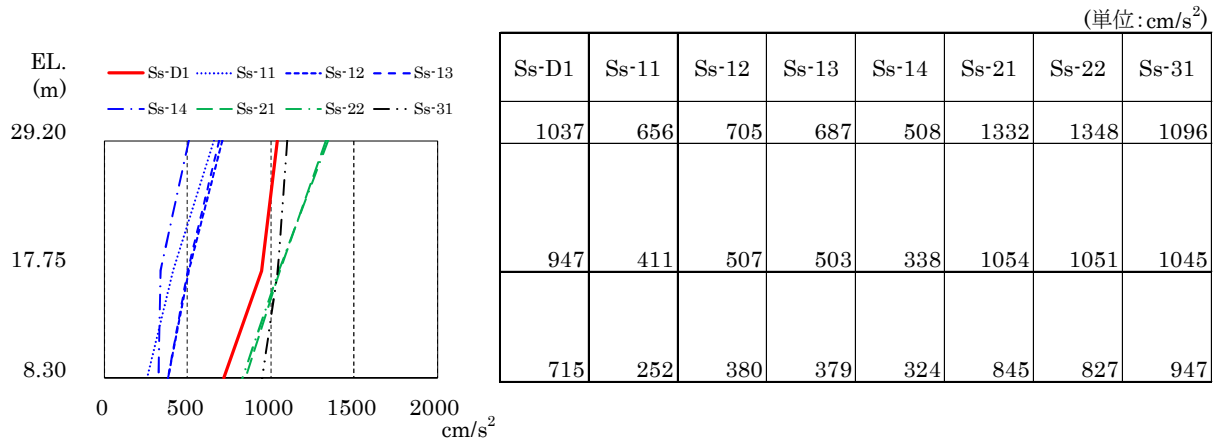 (単位:cm/s²)
EL.
(m)
Ss-D1 Ss-11 Ss-12 Ss-13
Ss-14 Ss-21 Ss-22 Ss-31
29.20
17.75
8.30
0 500 1000 1500 2000
cm/s²
Ss-D1 Ss-11 Ss-12 Ss-13 Ss-14 Ss-21 Ss-22 Ss-31
1037 656 705 687 508 1332 1348 1096
947 411 507 503 338 1054 1051 1045
715 252 380 379 324 845 827 947